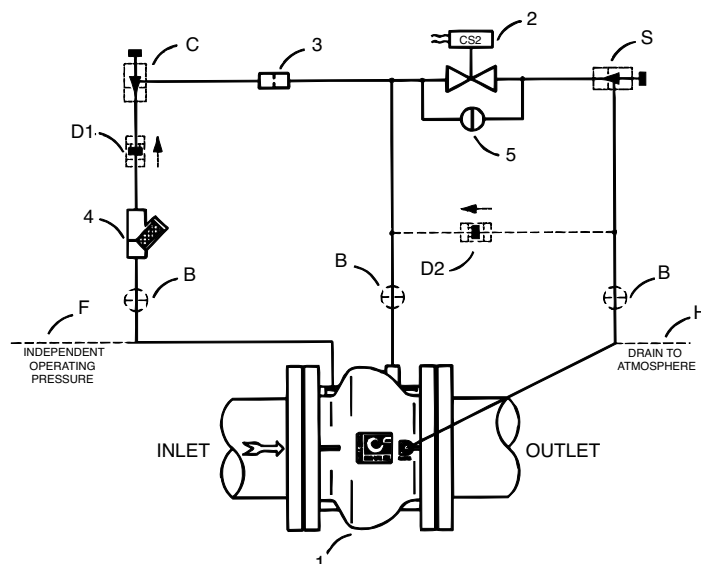 2
C
3
CS2
S
D1
5
4
B
B
D2
B
F
H
INDEPENDENT
OPERATING
PRESSURE
DRAIN TO
ATMOSPHERE
INLET
OUTLET
1